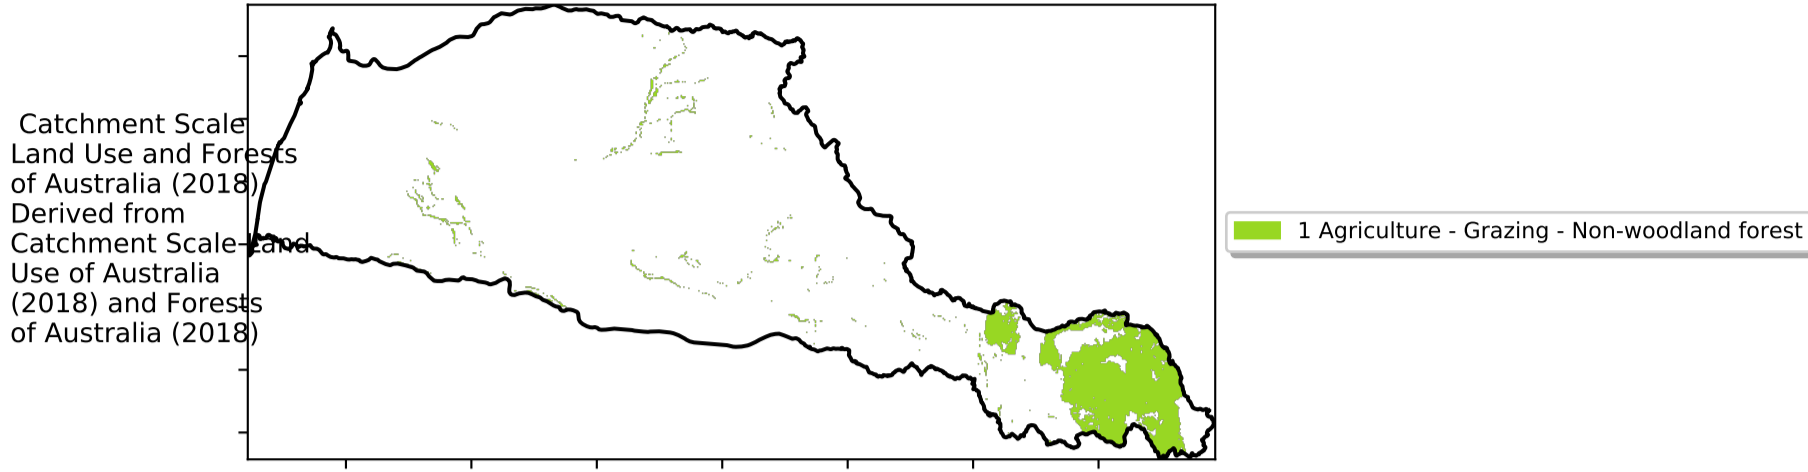 Catchment Scale
Land Use and Forests
of Australia (2018)
Derived from
Catchment Scale Land
Use of Australia
(2018) and Forests
of Australia (2018)
1 Agriculture - Grazing - Non-woodland forest